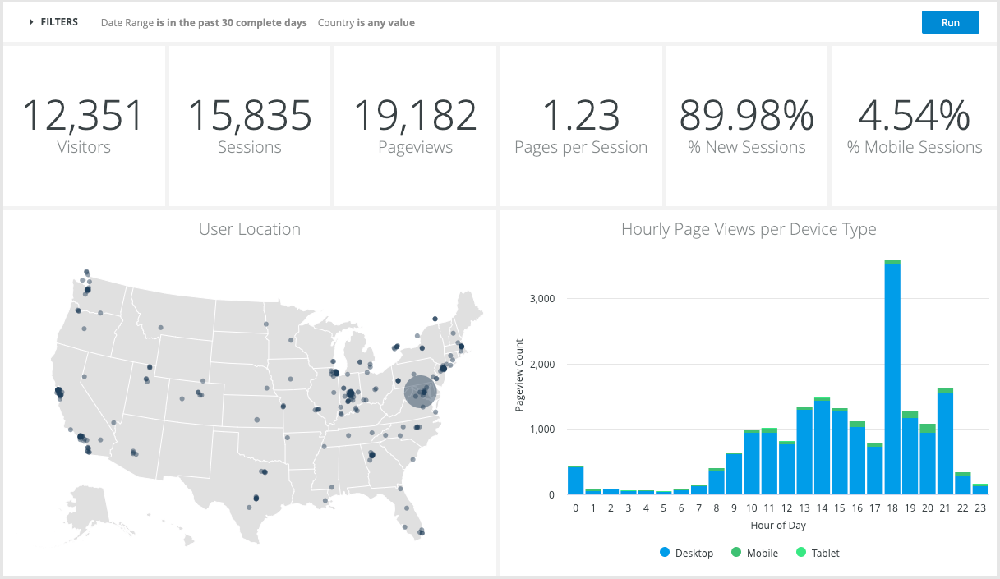 FILTERS Date Range is in the past 30 complete days Country is any value Run
12,351 15,835 19,182 1.23 89.98% 4.54%
Visitors Sessions Pageviews Pages per Session % New Sessions % Mobile Sessions
User Location
Hourly Page Views per Device Type
Pageview Count
3,000
2,000
1,000
0
0 1 2 3 4 5 6 7 8 9 10 11 12 13 14 15 16 17 18 19 20 21 22 23
Hour of Day
Desktop Mobile Tablet